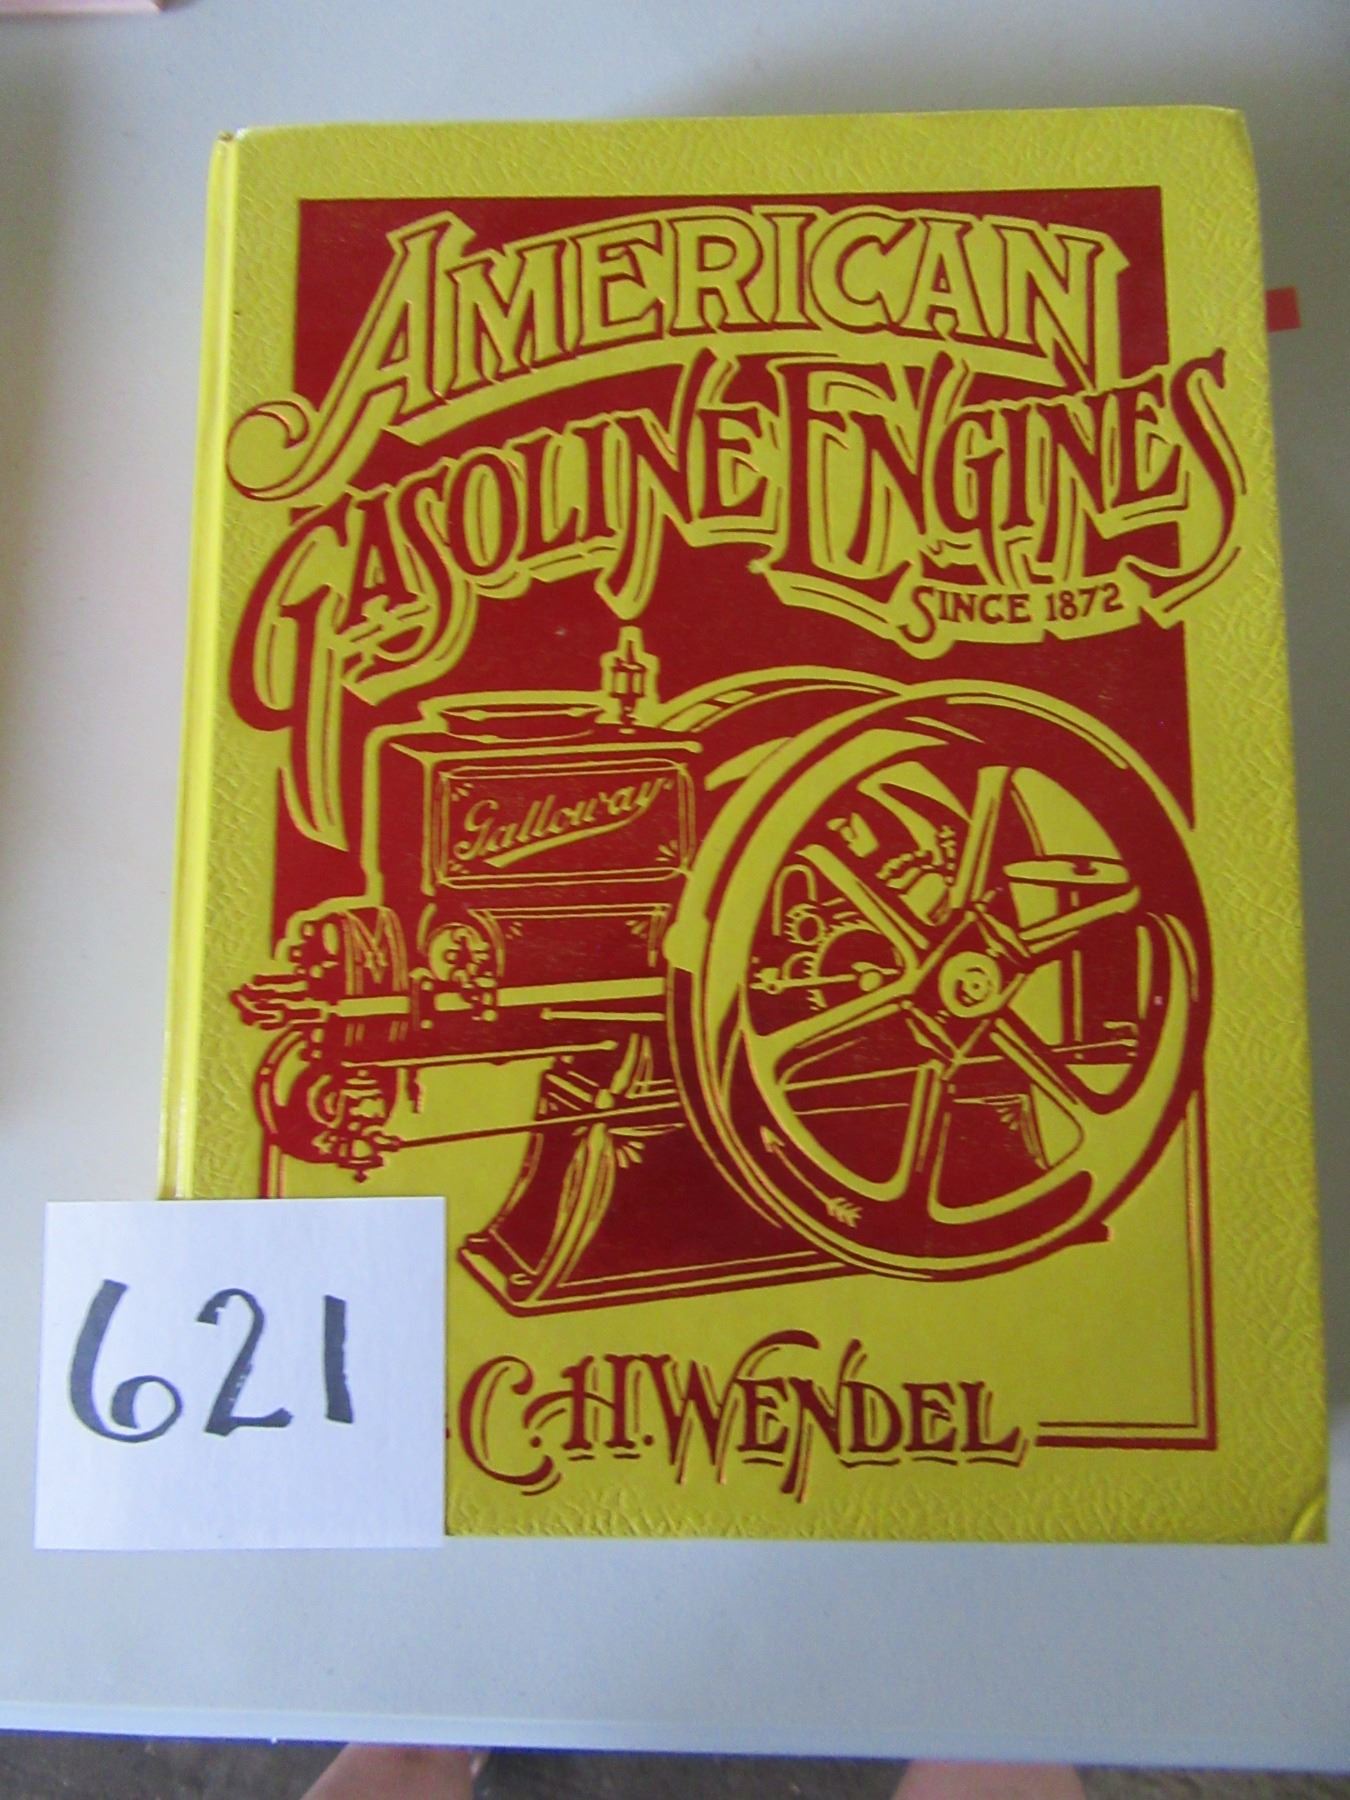 AMERICAN
GASOLINE ENGINES
SINCE 1872
Galloway
C.H. WENDEL
621